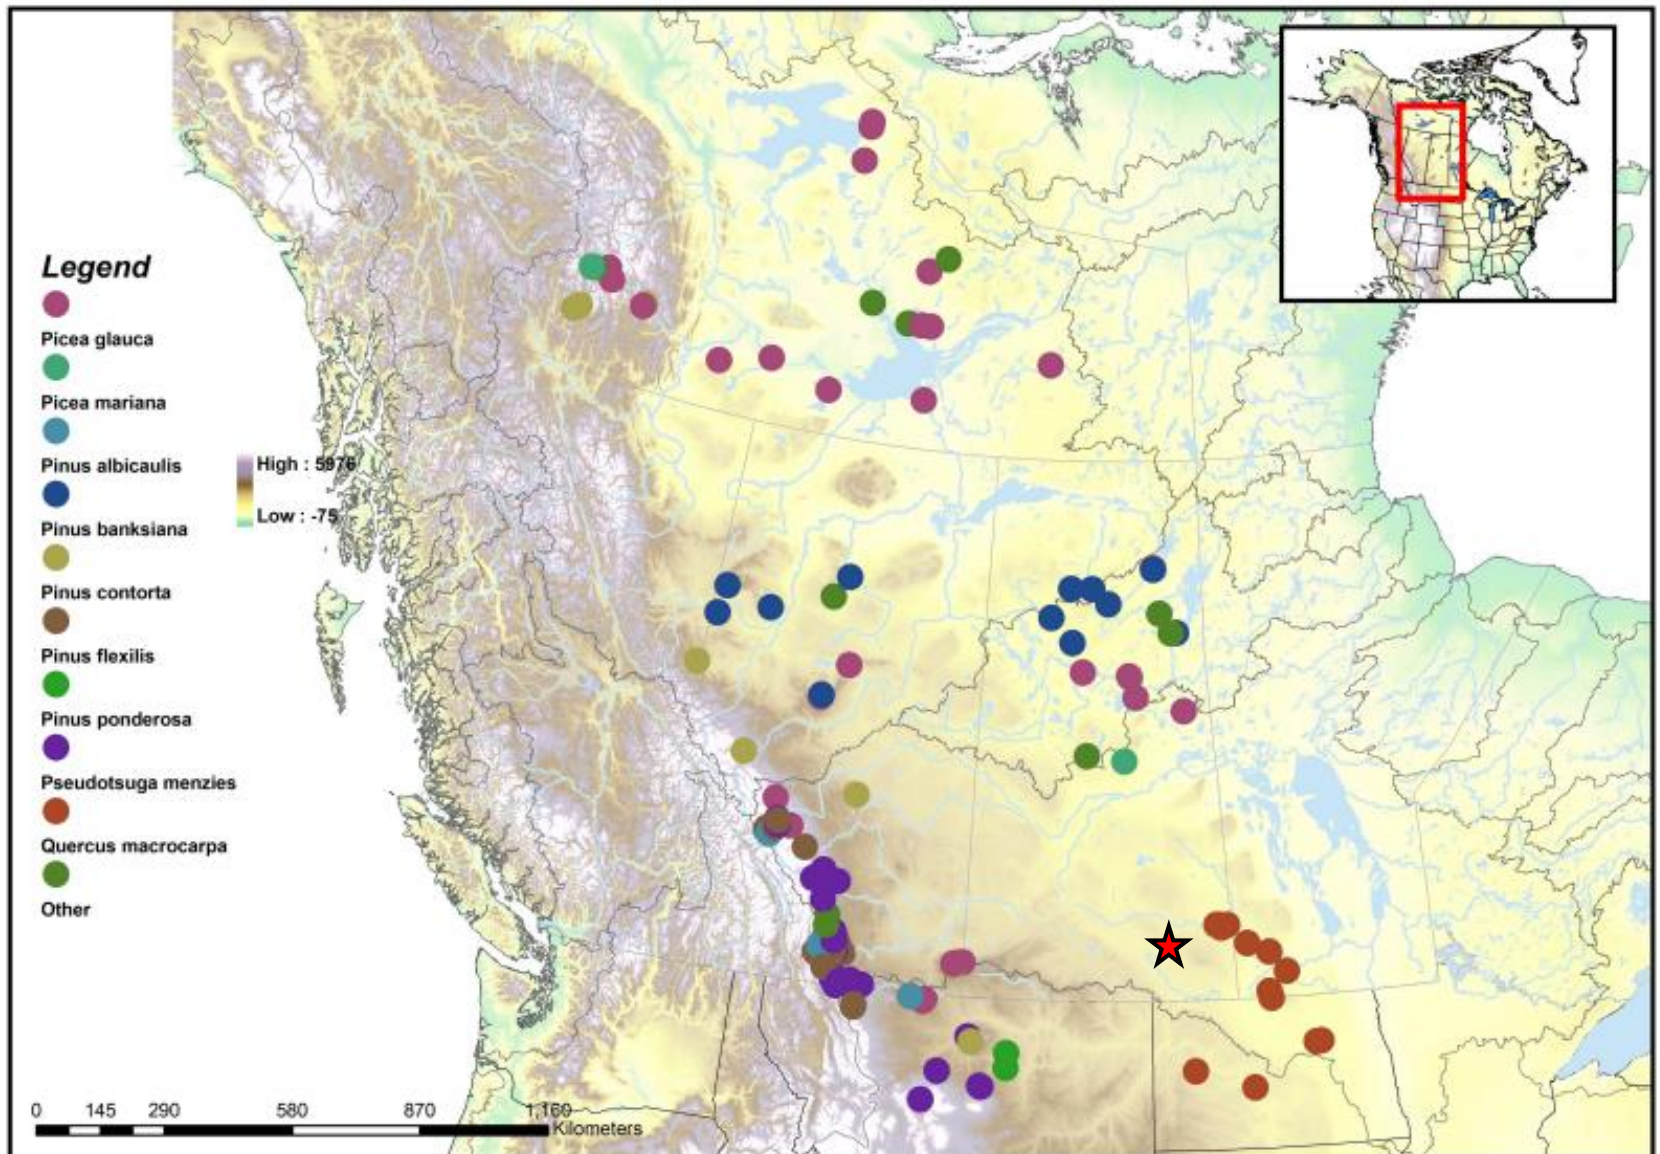 Legend
Picea glauca
Picea mariana
Pinus albicaulis
High : 5976
Pinus banksiana
Low : -75
Pinus contorta
Pinus flexilis
Pinus ponderosa
Pseudotsuga menzies
Quercus macrocarpa
Other
0 145 290 580 870 1,160
Kilometers